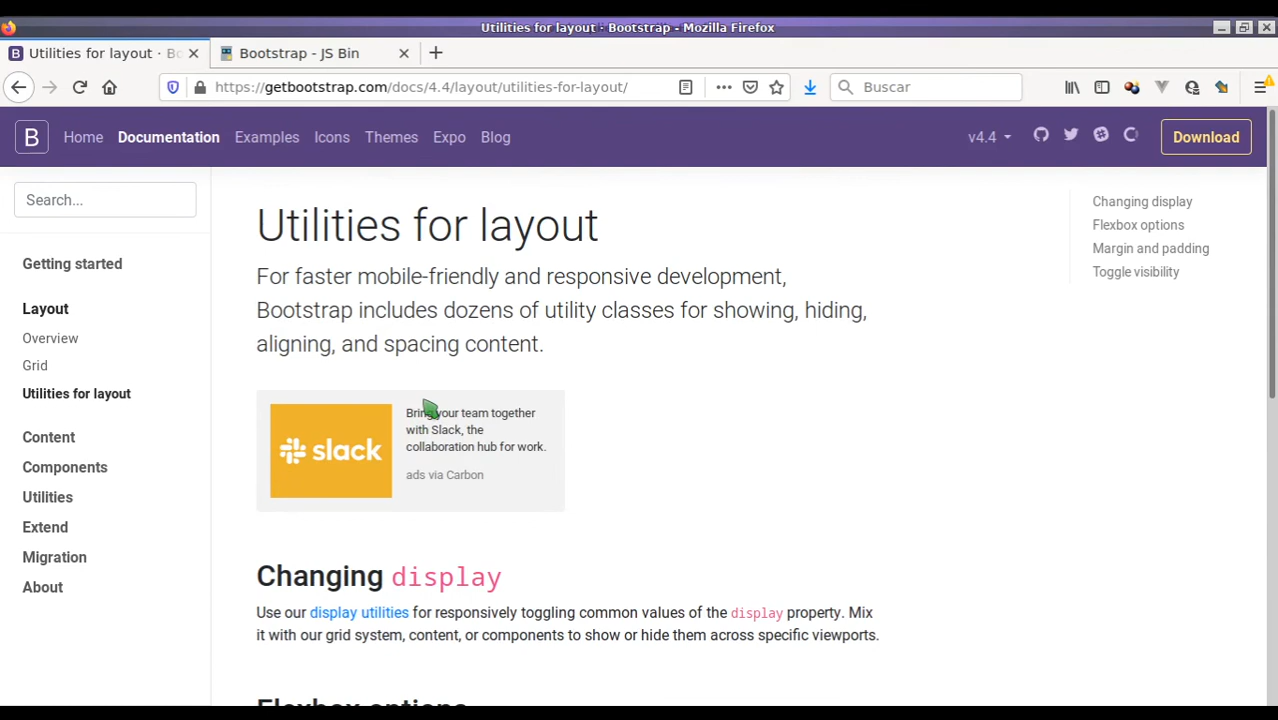 Utilities for layout · Bootstrap - Mozilla Firefox
Utilities for layout · Bo
Bootstrap - JS Bin
https://getbootstrap.com/docs/4.4/layout/utilities-for-layout/
Buscar
B
Home
Documentation
Examples
Icons
Themes
Expo
Blog
v4.4
Download
Search...
Getting started
Layout
Overview
Grid
Utilities for layout
Content
Components
Utilities
Extend
Migration
About
Utilities for layout
For faster mobile-friendly and responsive development,
Bootstrap includes dozens of utility classes for showing, hiding,
aligning, and spacing content.
slack
Bring your team together
with Slack, the
collaboration hub for work.
ads via Carbon
Changing display
Use our display utilities for responsively toggling common values of the display property. Mix
it with our grid system, content, or components to show or hide them across specific viewports.
Flexbox options
Changing display
Flexbox options
Margin and padding
Toggle visibility